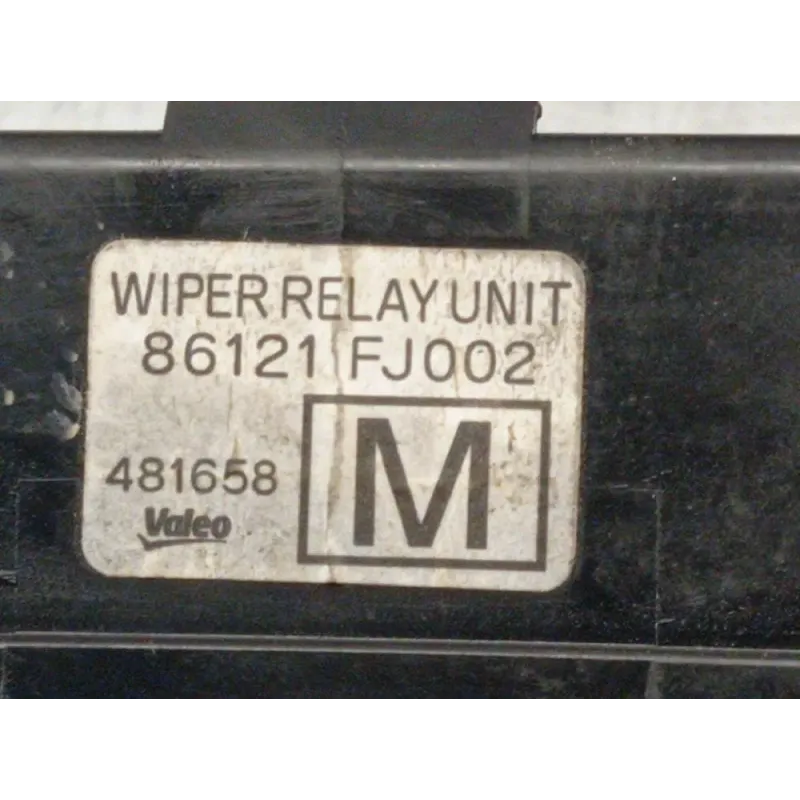 WIPER RELAY UNIT
86121 FJ002
481658
M
Valeo